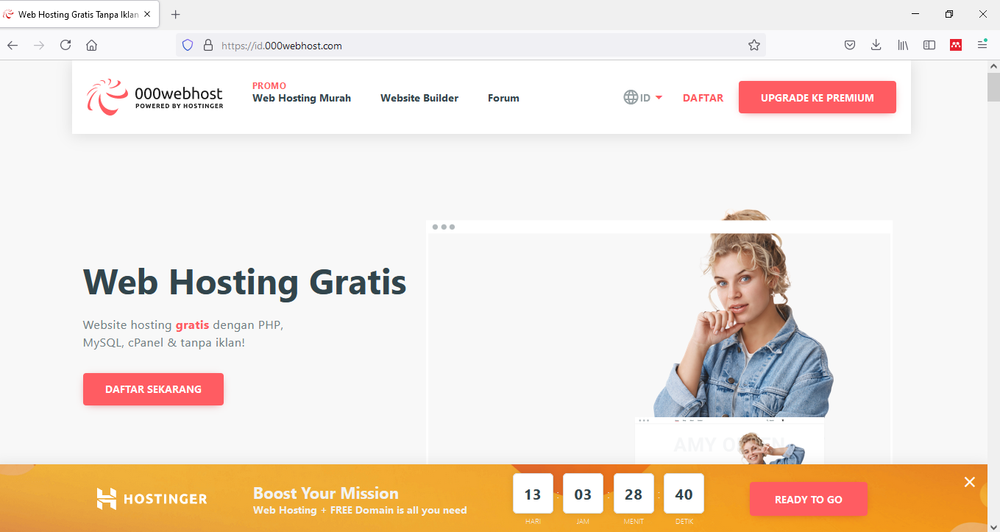 Web Hosting Gratis Tanpa Iklan
https://id.000webhost.com
000webhost
POWERED BY HOSTINGER
PROMO
Web Hosting Murah
Website Builder
Forum
ID
DAFTAR
UPGRADE KE PREMIUM
Web Hosting Gratis
Website hosting gratis dengan PHP,
MySQL, cPanel & tanpa iklan!
DAFTAR SEKARANG
AMY
HOSTINGER
Boost Your Mission
Web Hosting + FREE Domain is all you need
13 : 03 : 28 : 40
HARI JAM MENIT DETIK
READY TO GO